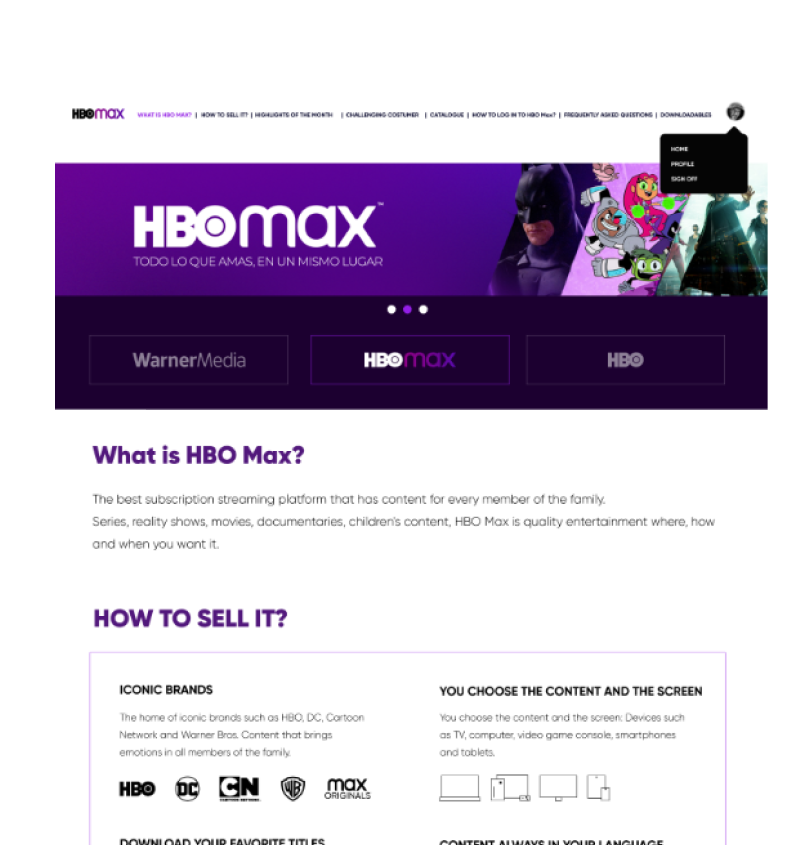 HBOmax WHAT IS HBO MAX? | HOW TO SELL IT? | HIGHLIGHTS OF THE MONTH | CHALLENGING COSTUMER | CATALOGUE | HOW TO LOG IN TO HBO Max? | FREQUENTLY ASKED QUESTIONS | DOWNLOADABLES
HOME
PROFILE
SIGN OFF
HBOmax™
TODO LO QUE AMAS, EN UN MISMO LUGAR
WarnerMedia HBOmax HBO
What is HBO Max?
The best subscription streaming platform that has content for every member of the family.
Series, reality shows, movies, documentaries, children's content, HBO Max is quality entertainment where, how
and when you want it.
HOW TO SELL IT?
ICONIC BRANDS
The home of iconic brands such as HBO, DC, Cartoon
Network and Warner Bros. Content that brings
emotions in all members of the family.
HBO DC CN CARTOON NETWORK WB max ORIGINALS
YOU CHOOSE THE CONTENT AND THE SCREEN
You choose the content and the screen: Devices such
as TV, computer, video game console, smartphones
and tablets.
DOWNLOAD YOUR FAVORITE TITLES
CONTENT ALWAYS IN YOUR LANGUAGE